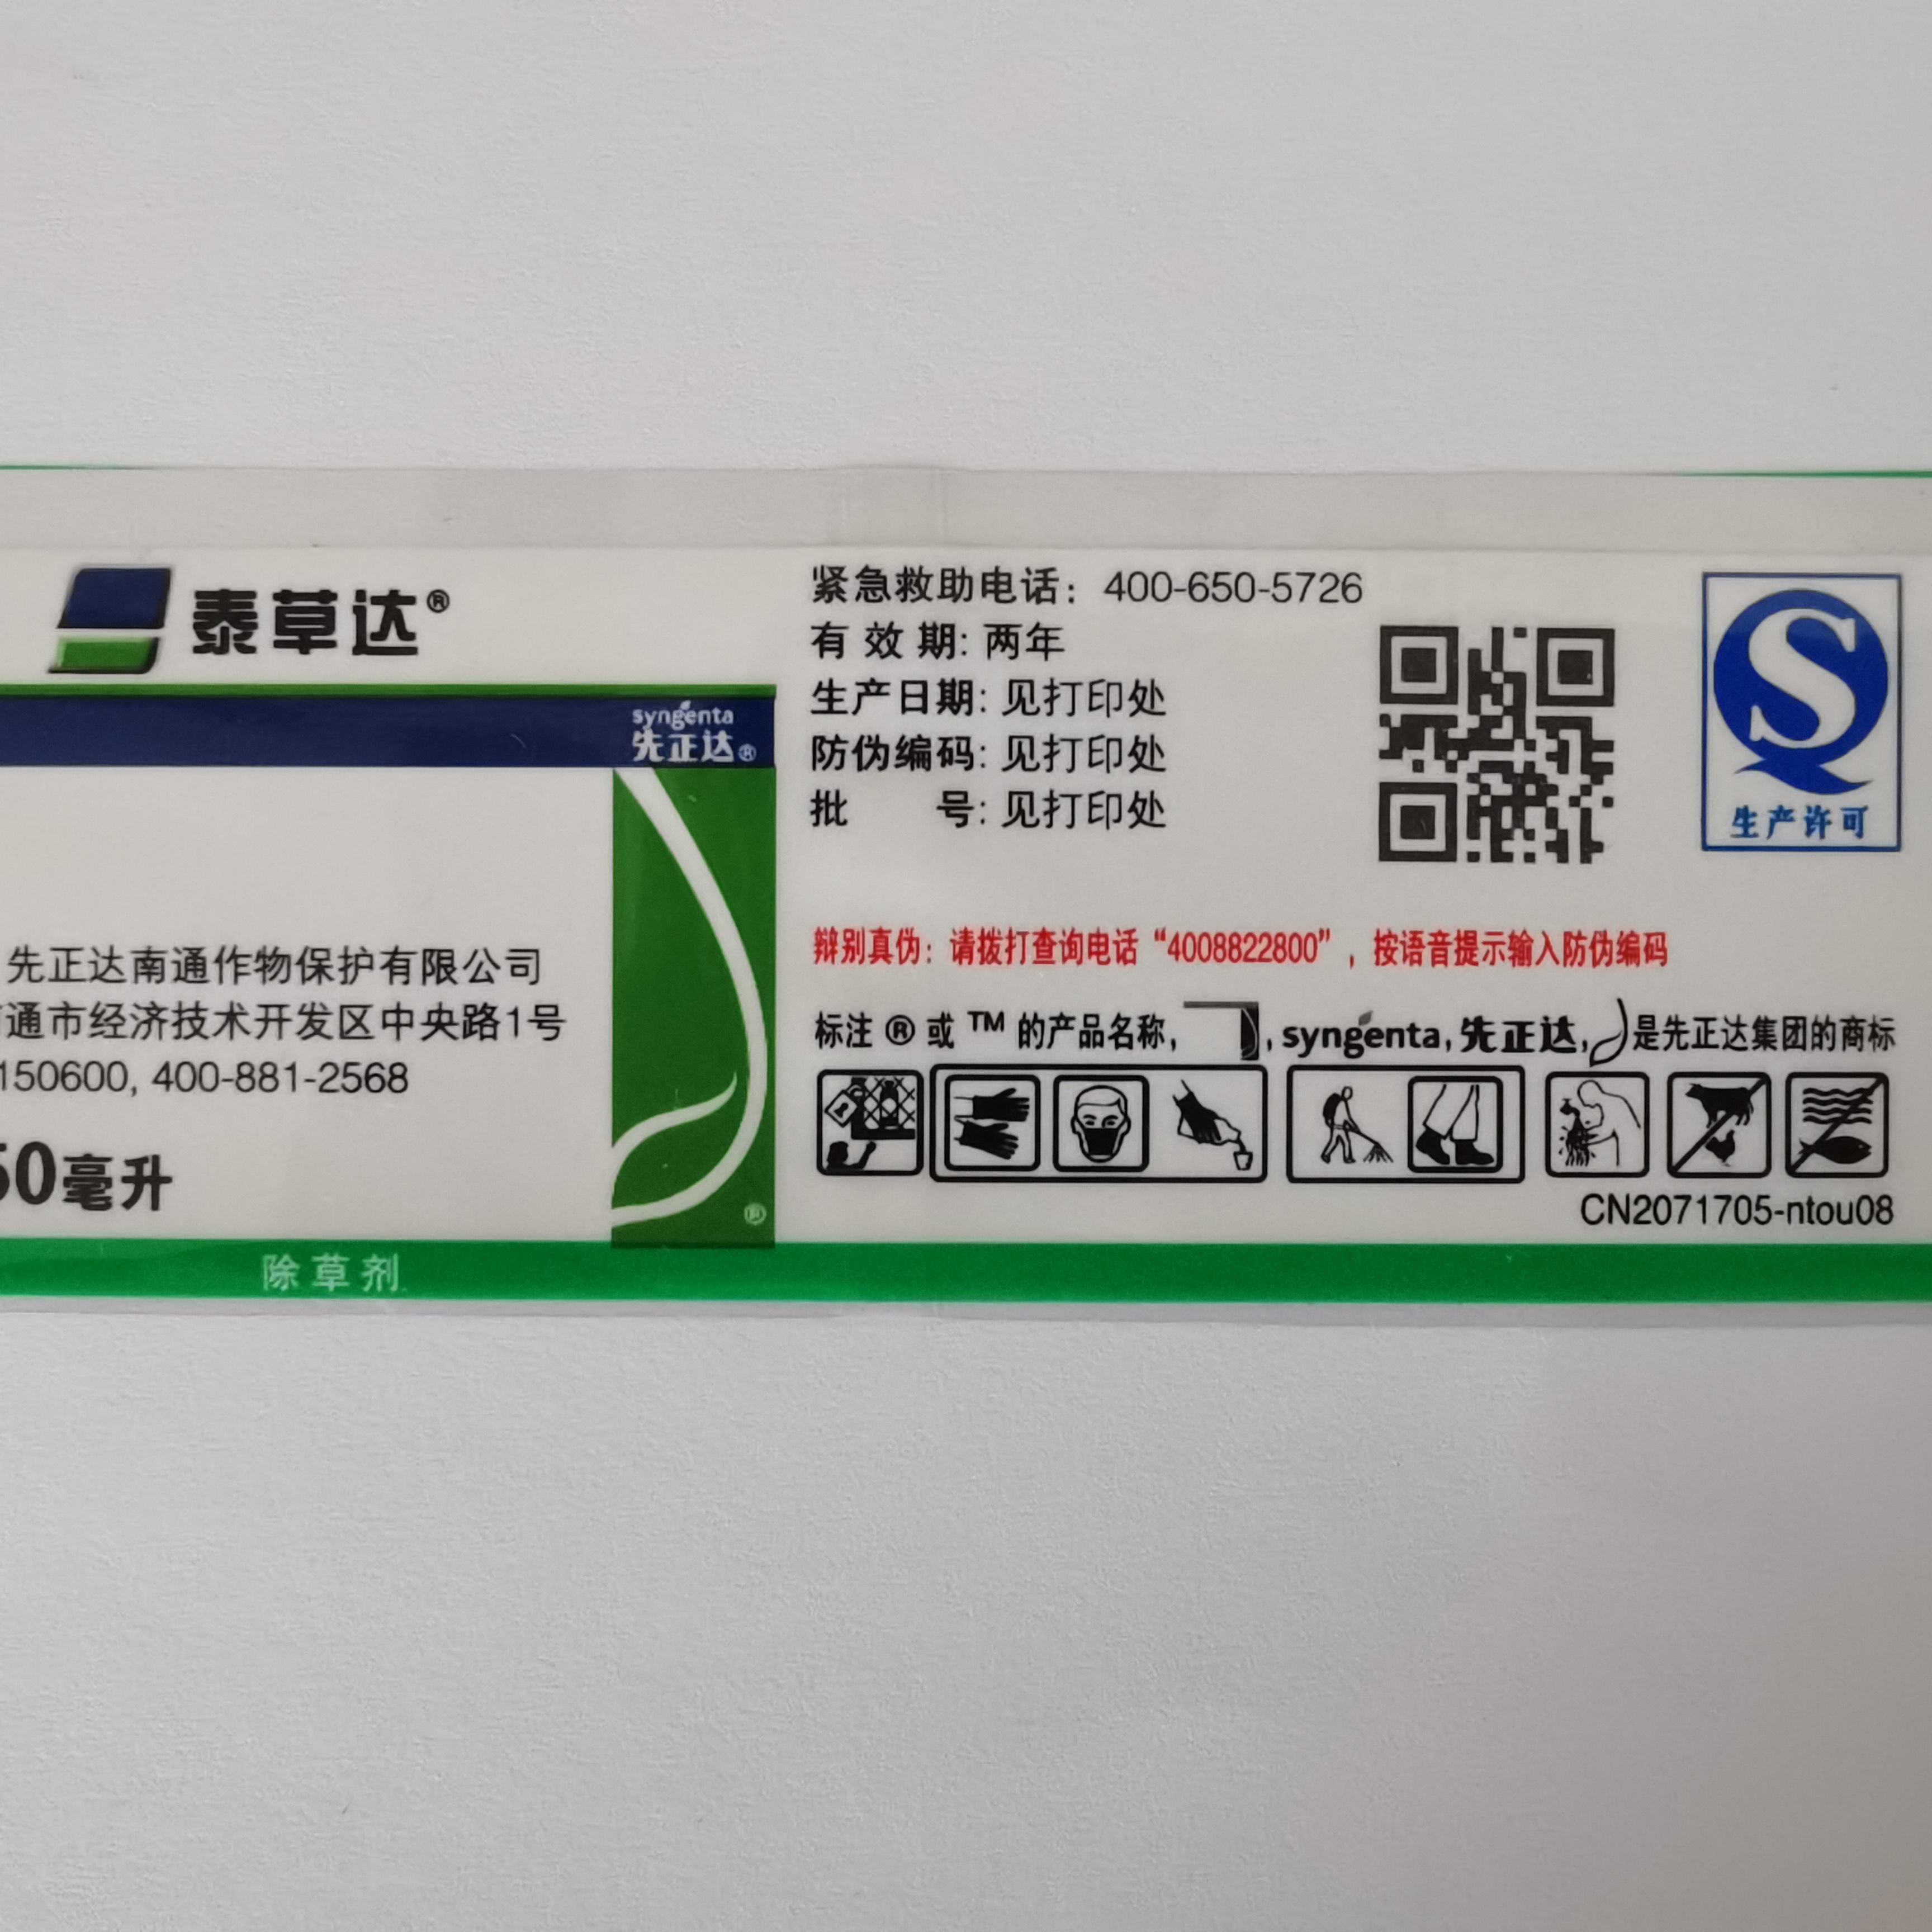 泰草达®
syngenta
先正达®
先正达南通作物保护有限公司
通市经济技术开发区中央路1号
150600, 400-881-2568
50毫升
除草剂
紧急救助电话：400-650-5726
有 效 期: 两年
生产日期: 见打印处
防伪编码: 见打印处
批 号: 见打印处
生产许可
辩别真伪：请拨打查询电话“4008822800”，按语音提示输入防伪编码
标注 ® 或 ™ 的产品名称, , syngenta, 先正达, 是先正达集团的商标
CN2071705-ntou08